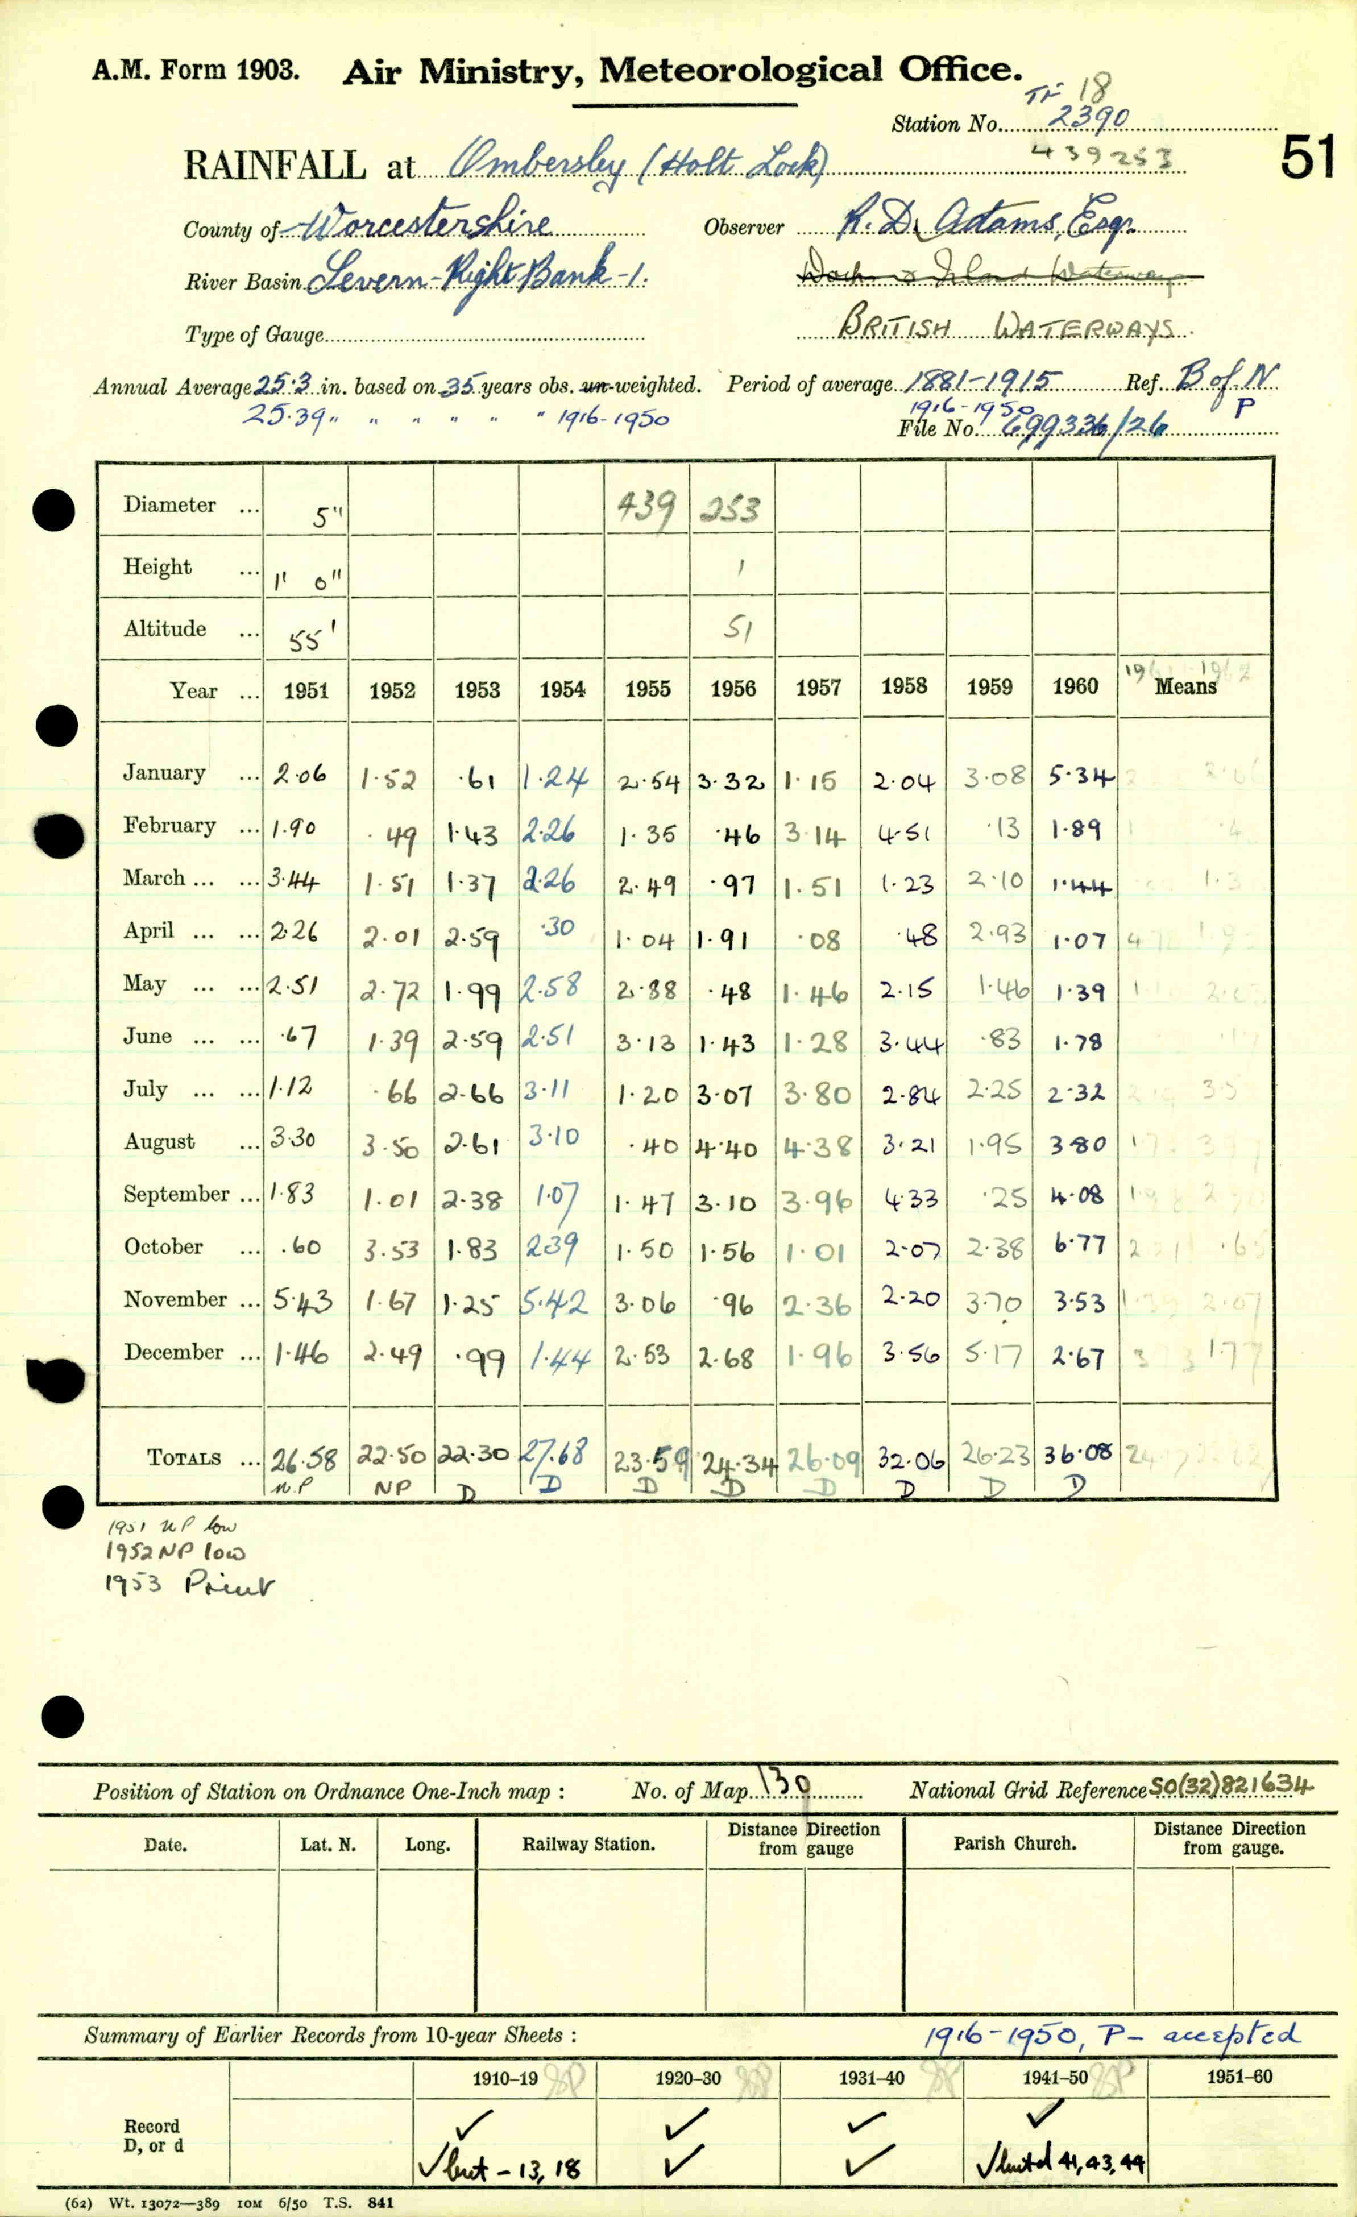 A.M. Form 1903. Air Ministry, Meteorological Office.
TF 18
Station No. 2390
439253
51
RAINFALL at Ombersley (Holt Lock)
County of Worcestershire Observer R. D. Adams, Esqr.
River Basin Severn-Right Bank-1. Docks & Inland Waterways
Type of Gauge BRITISH WATERWAYS
Annual Average 25.3 in. based on 35 years obs. un-weighted. Period of average 1881-1915 Ref. B of N
25.39 " " " " " " 1916-1950 1916-1950 P
File No. 699336/26
Diameter ... 5" 439 253
Height ... 1' 0" 1
Altitude ... 55' 51
Year ... 1951 1952 1953 1954 1955 1956 1957 1958 1959 1960 Means
January ... 2.06 1.52 .61 1.24 2.54 3.32 1.15 2.04 3.08 5.34
February ... 1.90 .49 1.43 2.26 1.35 .46 3.14 4.51 .13 1.89
March ... ... 3.44 1.51 1.37 2.26 2.49 .97 1.51 1.23 2.10 1.44
April ... ... 2.26 2.01 2.59 .30 1.04 1.91 .08 .48 2.93 1.07
May ... ... 2.51 2.72 1.99 2.58 2.88 .48 1.46 2.15 1.46 1.39
June ... ... .67 1.39 2.59 2.51 3.13 1.43 1.28 3.44 .83 1.78
July ... ... 1.12 .66 2.66 3.11 1.20 3.07 3.80 2.84 2.25 2.32
August ... 3.30 3.50 2.61 3.10 .40 4.40 4.38 3.21 1.95 3.80
September ... 1.83 1.01 2.38 1.07 1.47 3.10 3.96 4.33 .25 4.08
October ... .60 3.53 1.83 2.39 1.50 1.56 1.01 2.07 2.38 6.77
November ... 5.43 1.67 1.25 5.42 3.06 .96 2.36 2.20 3.70 3.53
December ... 1.46 2.49 .99 1.44 2.53 2.68 1.96 3.56 5.17 2.67 1.77
TOTALS ... 26.58 22.50 22.30 27.68 23.59 24.34 26.09 32.06 26.23 36.08
N.P NP D D D D D D D D
1951 NP low
1952 NP low
1953 Print
Position of Station on Ordnance One-Inch map : No. of Map 130 National Grid Reference SO(32)821634
Date. Lat. N. Long. Railway Station. Distance Direction from gauge Parish Church. Distance Direction from gauge.
Summary of Earlier Records from 10-year Sheets : 1916-1950, P- accepted
1910-19 1920-30 1931-40 1941-50 1951-60
Record ✓ ✓ ✓ ✓
D, or d ✓ but - 13, 18 ✓ ✓ ✓ but d 41, 43, 44
(62) Wt. 13072—389 10M 6/50 T.S. 841